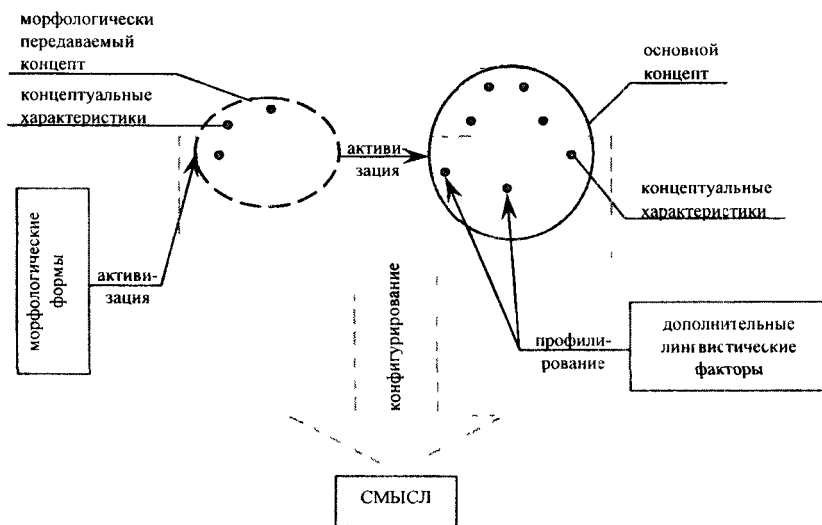 морфологически
передаваемый
концепт
концептуальные
характеристики
основной
концепт
активи-
зация
концептуальные
характеристики
морфологические
формы
активи-
зация
конфигурирование
профили-
рование
дополнительные
лингвистические
факторы
СМЫСЛ